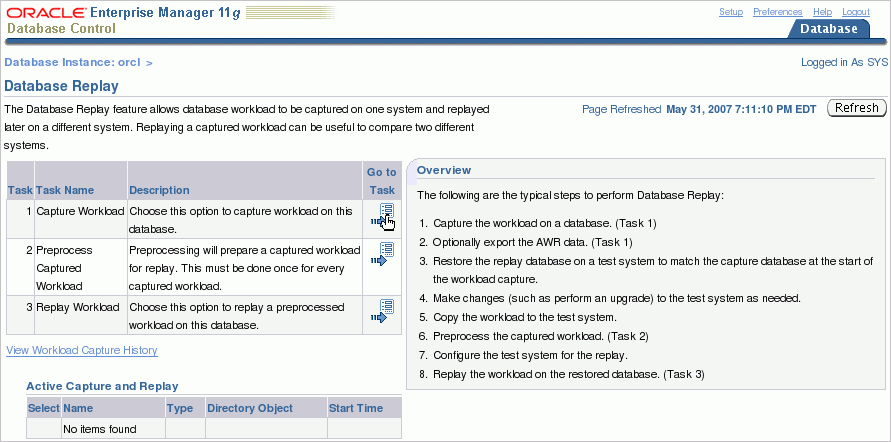 ORACLE Enterprise Manager 11g
Database Control
Setup Preferences Help Logout
Database
Database Instance: orcl >
Logged in As SYS
Database Replay
The Database Replay feature allows database workload to be captured on one system and replayed
later on a different system. Replaying a captured workload can be useful to compare two different
systems.
Page Refreshed May 31, 2007 7:11:10 PM EDT Refresh
Task Task Name Description Go to Task
1 Capture Workload Choose this option to capture workload on this
database.
2 Preprocess Captured Workload Preprocessing will prepare a captured workload
for replay. This must be done once for every
captured workload.
3 Replay Workload Choose this option to replay a preprocessed
workload on this database.
View Workload Capture History
Active Capture and Replay
Select Name Type Directory Object Start Time
No items found
Overview
The following are the typical steps to perform Database Replay:
1. Capture the workload on a database. (Task 1)
2. Optionally export the AWR data. (Task 1)
3. Restore the replay database on a test system to match the capture database at the start of
the workload capture.
4. Make changes (such as perform an upgrade) to the test system as needed.
5. Copy the workload to the test system.
6. Preprocess the captured workload. (Task 2)
7. Configure the test system for the replay.
8. Replay the workload on the restored database. (Task 3)